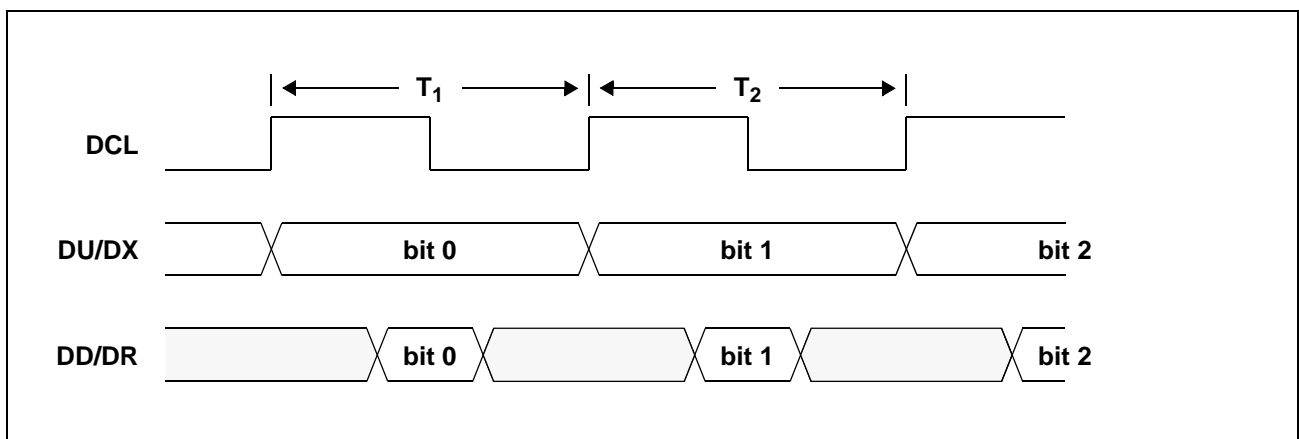 T1 T2
DCL
DU/DX bit 0 bit 1 bit 2
DD/DR bit 0 bit 1 bit 2